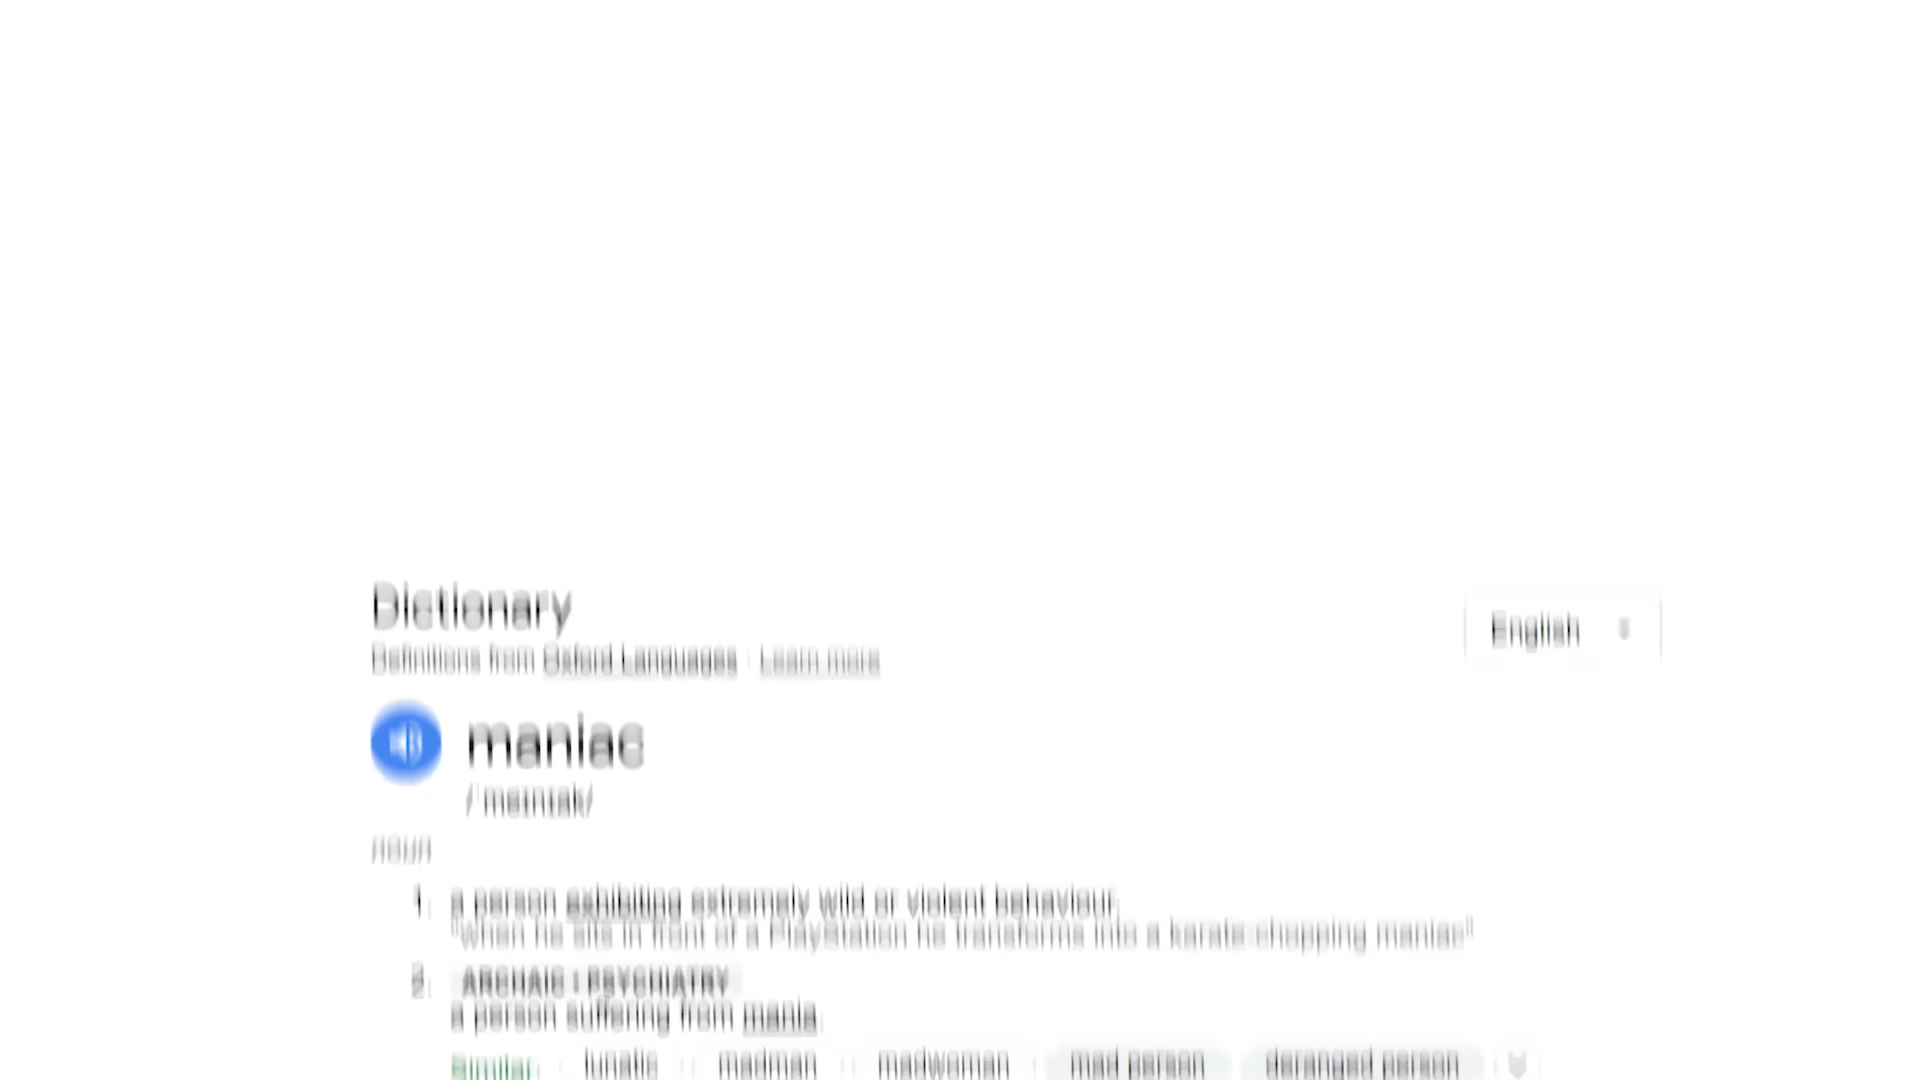 Dictionary
English
Definitions from Oxford Languages · Learn more
maniac
noun
1. a person exhibiting extremely wild or violent behaviour.
"when he sits in front of a PlayStation he transforms into a karate-chopping maniac"
2. ARCHAIC • PSYCHIATRY
a person suffering from mania.
Similar: lunatic madman madwoman mad person deranged person